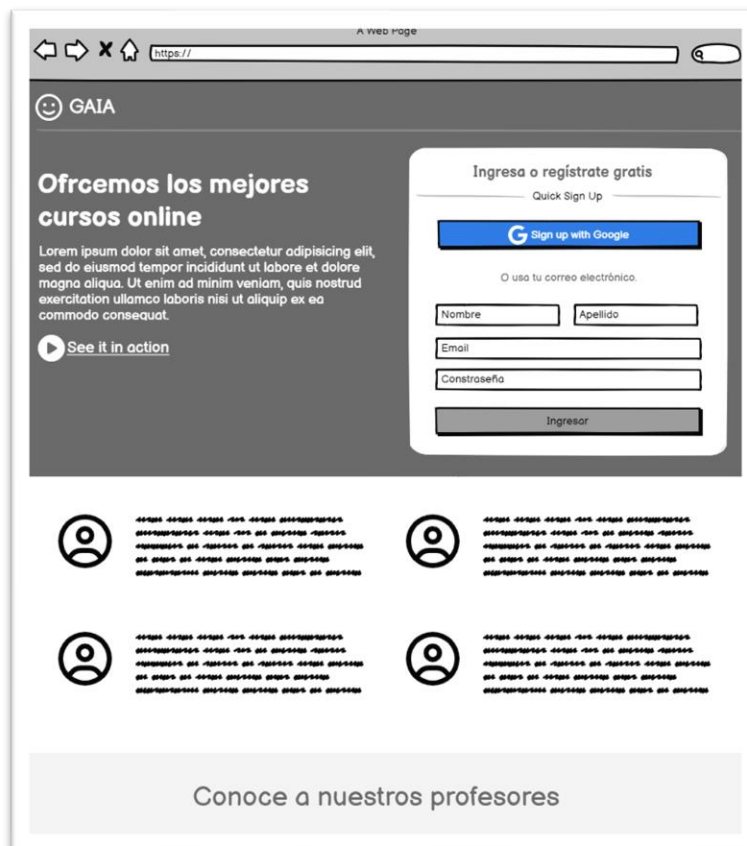 A Web Page
https://
GAIA
Ofrcemos los mejores
cursos online
Lorem ipsum dolor sit amet, consectetur adipisicing elit,
sed do eiusmod tempor incididunt ut labore et dolore
magna aliqua. Ut enim ad minim veniam, quis nostrud
exercitation ullamco laboris nisi ut aliquip ex ea
commodo consequat.
See it in action
Ingresa o regístrate gratis
Quick Sign Up
G Sign up with Google
O usa tu correo electrónico.
Nombre
Apellido
Email
Constraseña
Ingresar
Conoce a nuestros profesores